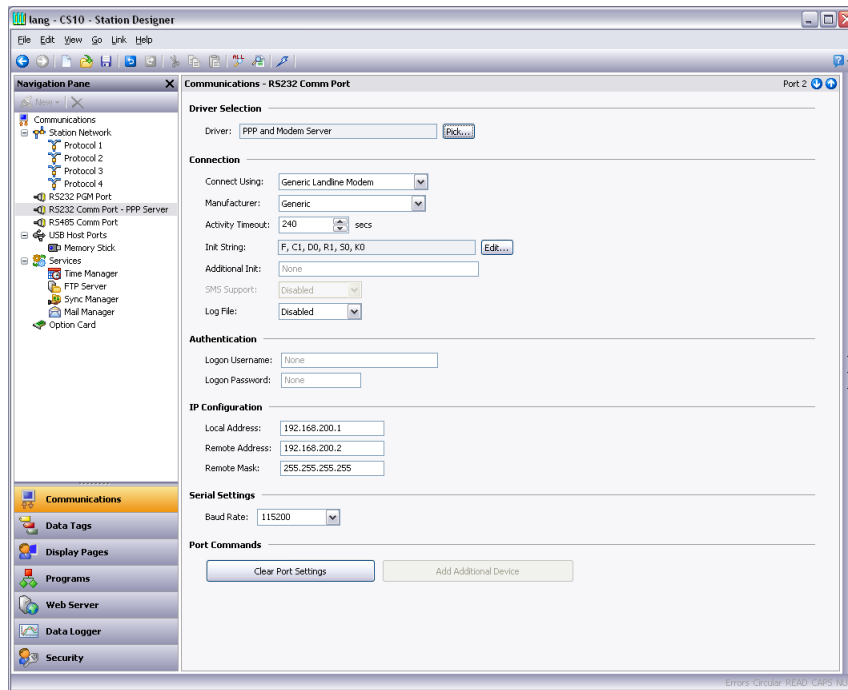 lang - CS10 - Station Designer
File Edit View Go Link Help
Navigation Pane
New
Communications
Station Network
Protocol 1
Protocol 2
Protocol 3
Protocol 4
RS232 PGM Port
RS232 Comm Port - PPP Server
RS485 Comm Port
USB Host Ports
Memory Stick
Services
Time Manager
FTP Server
Sync Manager
Mail Manager
Option Card
Communications
Data Tags
Display Pages
Programs
Web Server
Data Logger
Security
Communications - RS232 Comm Port Port 2
Driver Selection
Driver: PPP and Modem Server Pick...
Connection
Connect Using: Generic Landline Modem
Manufacturer: Generic
Activity Timeout: 240 secs
Init String: F, C1, D0, R1, S0, K0 Edit...
Additional Init: None
SMS Support: Disabled
Log File: Disabled
Authentication
Logon Username: None
Logon Password: None
IP Configuration
Local Address: 192.168.200.1
Remote Address: 192.168.200.2
Remote Mask: 255.255.255.255
Serial Settings
Baud Rate: 115200
Port Commands
Clear Port Settings Add Additional Device
Errors Circular READ CAPS NU